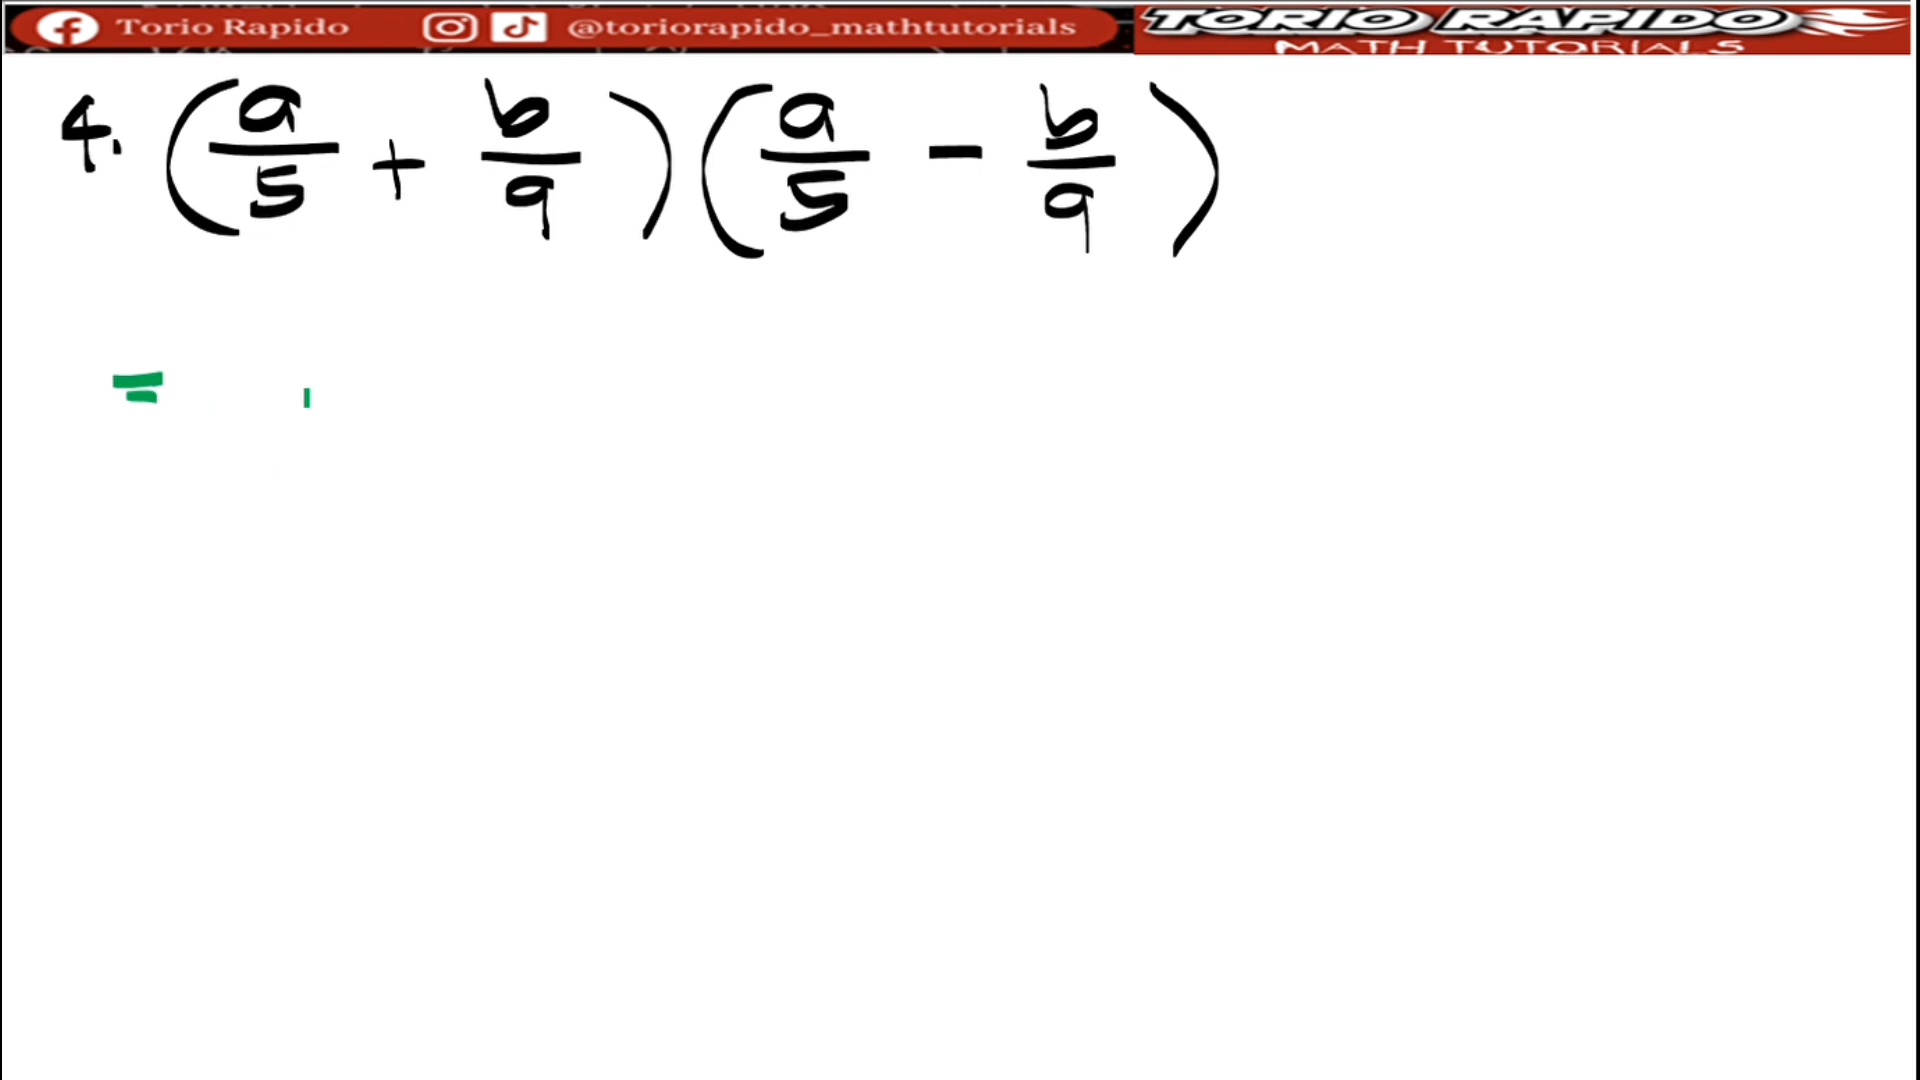 Torio Rapido @toriorapido_mathtutorials TORIO RAPIDO
MATH TUTORIALS
4. (a/5 + b/9)(a/5 - b/9)
=